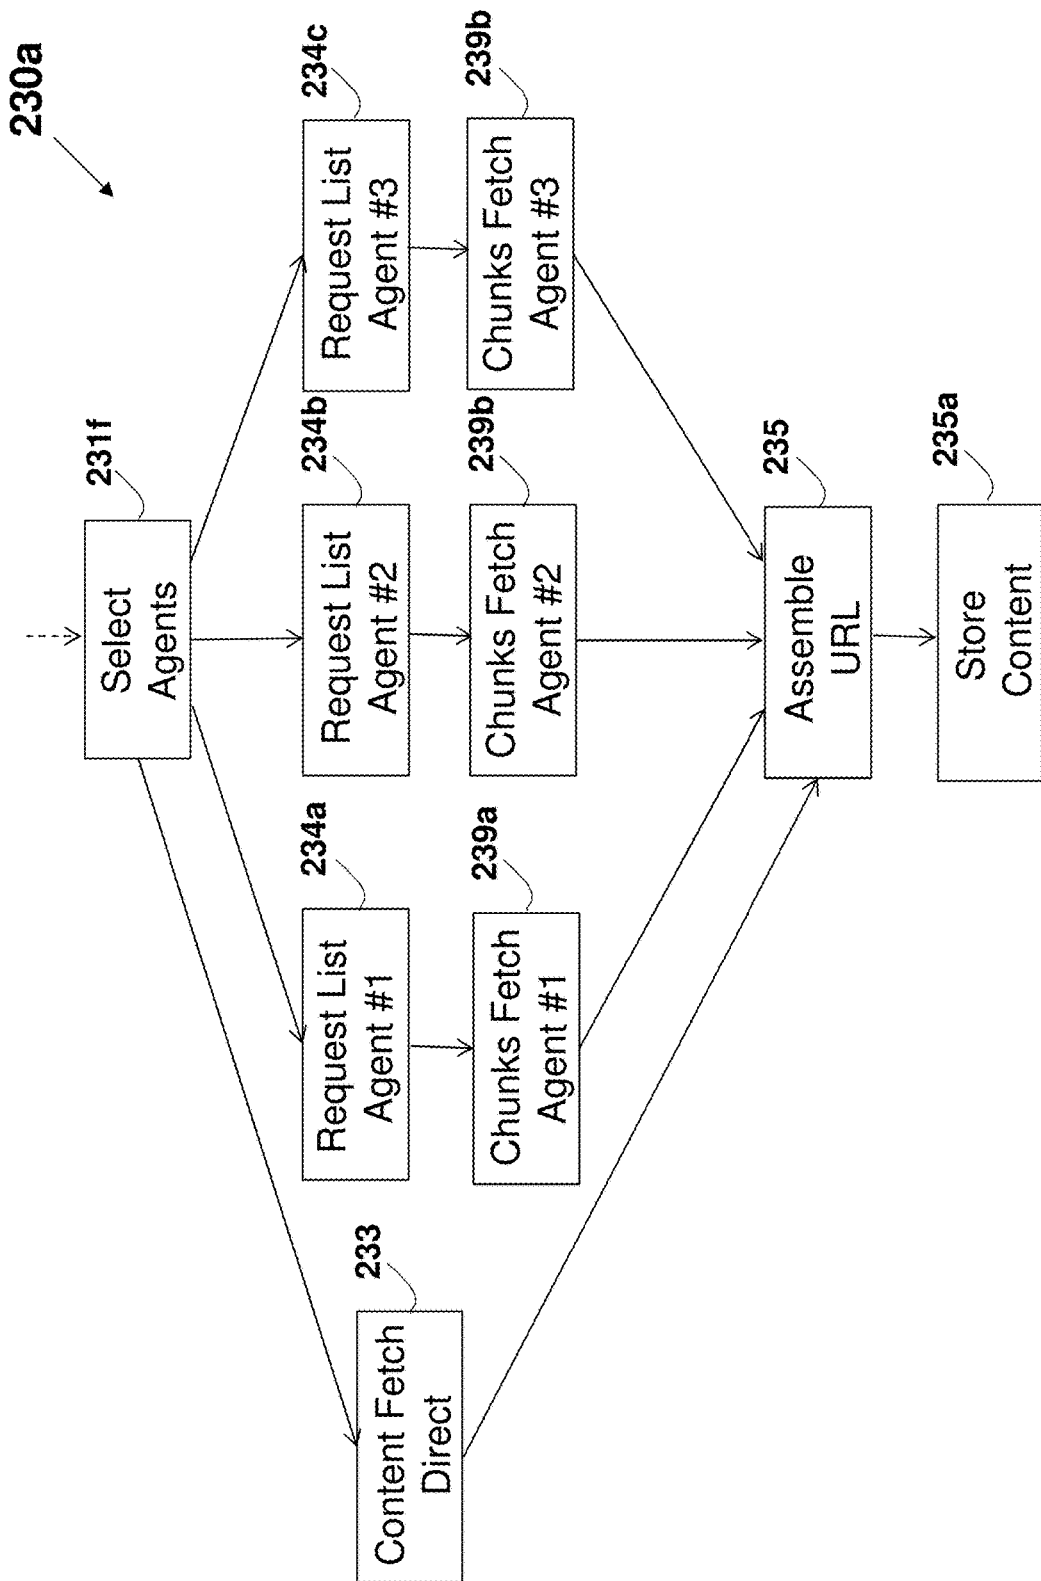 230a
231f
Select
Agents
234a
Request List
Agent #1
234b
Request List
Agent #2
234c
Request List
Agent #3
233
Content Fetch
Direct
239a
Chunks Fetch
Agent #1
239b
Chunks Fetch
Agent #2
239b
Chunks Fetch
Agent #3
235
Assemble
URL
235a
Store
Content